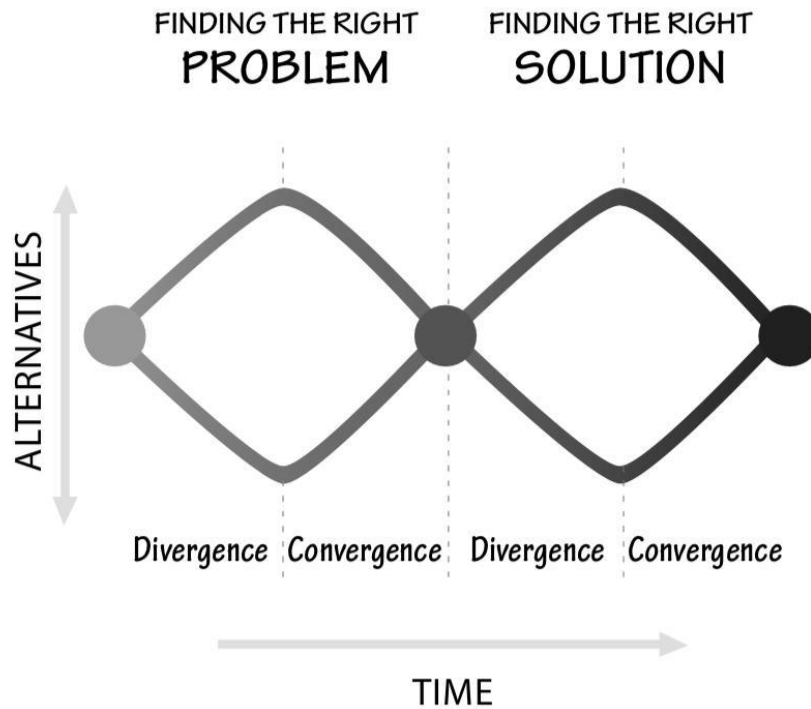 FINDING THE RIGHT
PROBLEM
FINDING THE RIGHT
SOLUTION
ALTERNATIVES
Divergence
Convergence
Divergence
Convergence
TIME